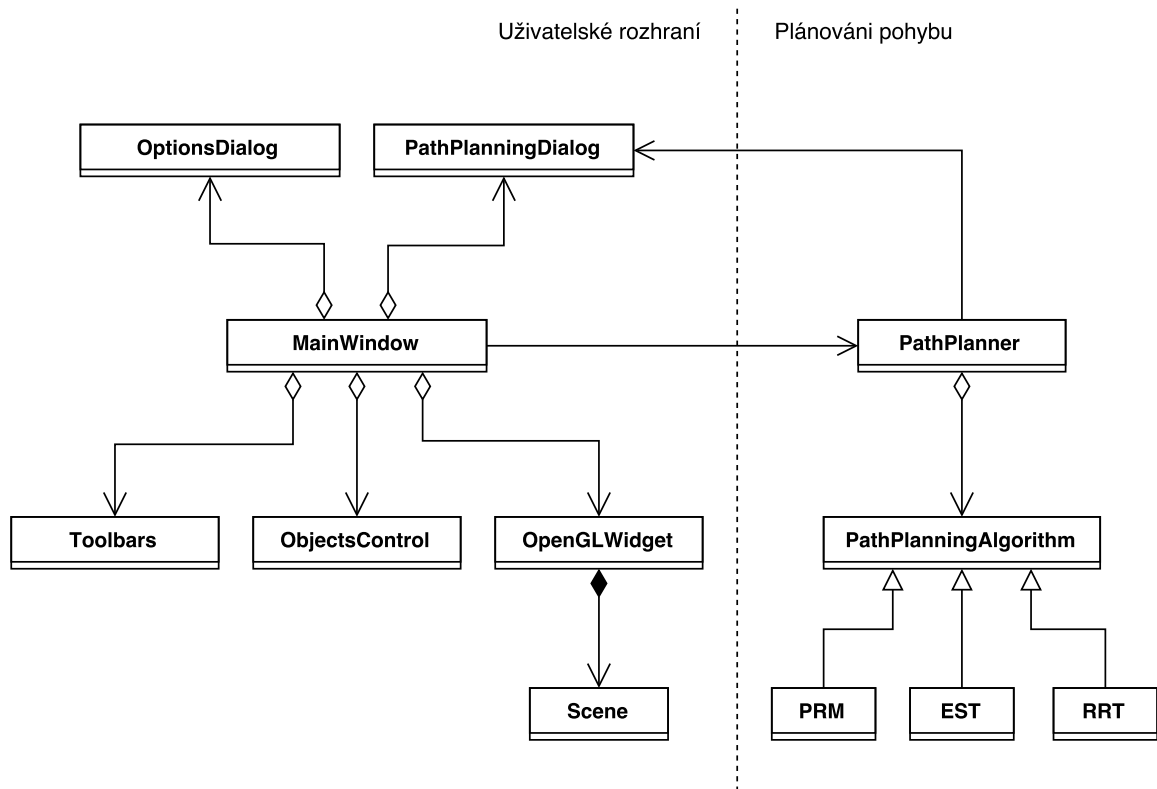 Uživatelské rozhraní
Plánováni pohybu
OptionsDialog
PathPlanningDialog
MainWindow
PathPlanner
Toolbars
ObjectsControl
OpenGLWidget
PathPlanningAlgorithm
Scene
PRM
EST
RRT